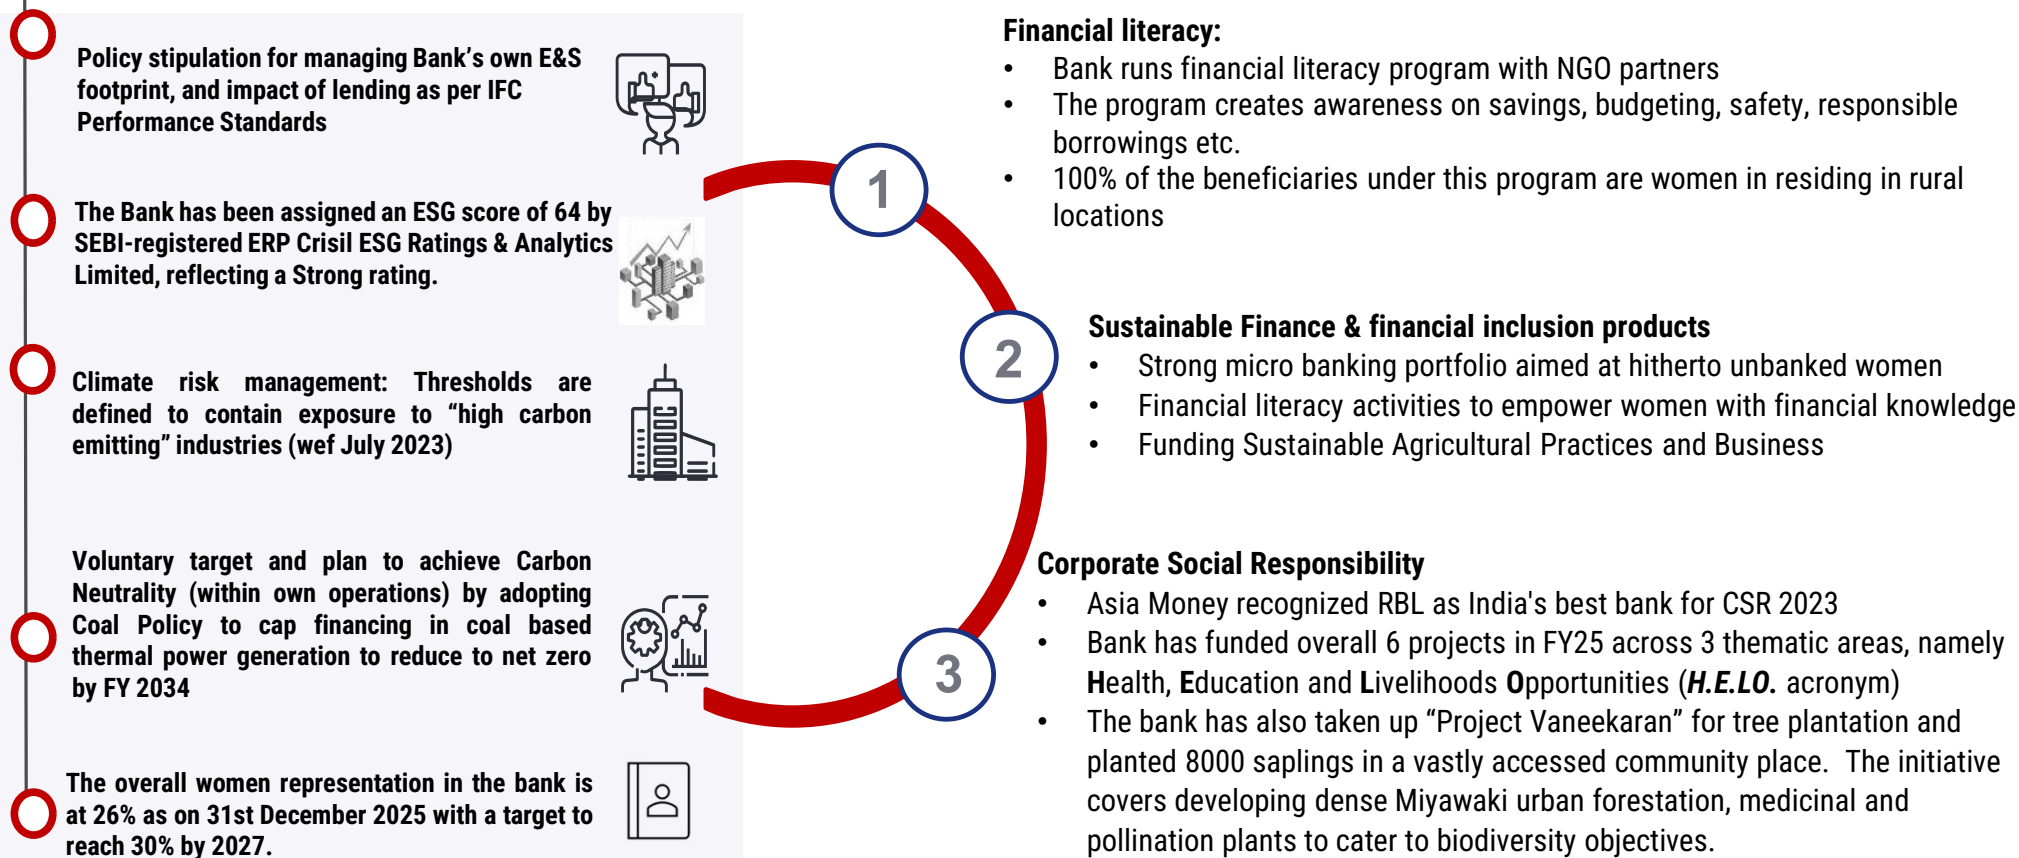 Policy stipulation for managing Bank’s own E&S
footprint, and impact of lending as per IFC
Performance Standards
The Bank has been assigned an ESG score of 64 by
SEBI-registered ERP Crisil ESG Ratings & Analytics
Limited, reflecting a Strong rating.
Climate risk management: Thresholds are
defined to contain exposure to “high carbon
emitting” industries (wef July 2023)
Voluntary target and plan to achieve Carbon
Neutrality (within own operations) by adopting
Coal Policy to cap financing in coal based
thermal power generation to reduce to net zero
by FY 2034
The overall women representation in the bank is
at 26% as on 31st December 2025 with a target to
reach 30% by 2027.
1
Financial literacy:
• Bank runs financial literacy program with NGO partners
• The program creates awareness on savings, budgeting, safety, responsible
borrowings etc.
• 100% of the beneficiaries under this program are women in residing in rural
locations
2
Sustainable Finance & financial inclusion products
• Strong micro banking portfolio aimed at hitherto unbanked women
• Financial literacy activities to empower women with financial knowledge
• Funding Sustainable Agricultural Practices and Business
3
Corporate Social Responsibility
• Asia Money recognized RBL as India's best bank for CSR 2023
• Bank has funded overall 6 projects in FY25 across 3 thematic areas, namely
Health, Education and Livelihoods Opportunities (H.E.LO. acronym)
• The bank has also taken up “Project Vaneekaran” for tree plantation and
planted 8000 saplings in a vastly accessed community place. The initiative
covers developing dense Miyawaki urban forestation, medicinal and
pollination plants to cater to biodiversity objectives.